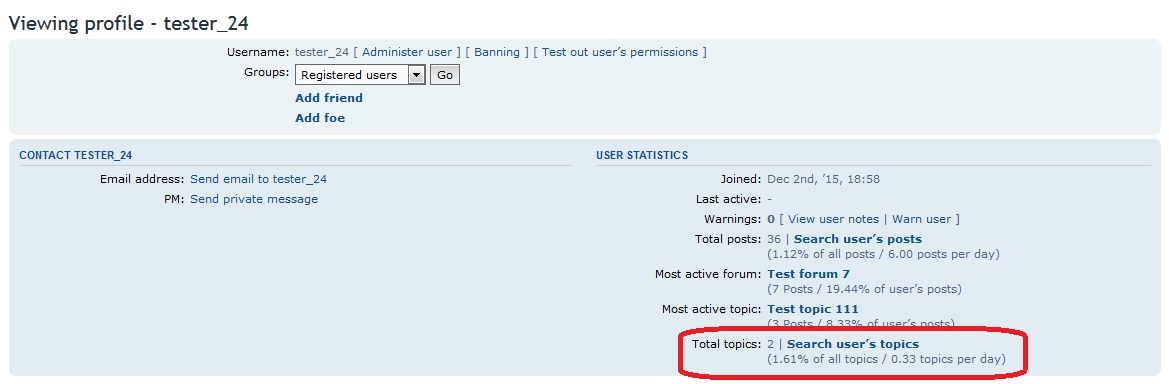 Viewing profile - tester_24
Username: tester_24 [ Administer user ] [ Banning ] [ Test out user’s permissions ]
Groups: Registered users Go
Add friend
Add foe
CONTACT TESTER_24
Email address: Send email to tester_24
PM: Send private message
USER STATISTICS
Joined: Dec 2nd, ’15, 18:58
Last active: -
Warnings: 0 [ View user notes | Warn user ]
Total posts: 36 | Search user’s posts
(1.12% of all posts / 6.00 posts per day)
Most active forum: Test forum 7
(7 Posts / 19.44% of user’s posts)
Most active topic: Test topic 111
(3 Posts / 8.33% of user’s posts)
Total topics: 2 | Search user’s topics
(1.61% of all topics / 0.33 topics per day)